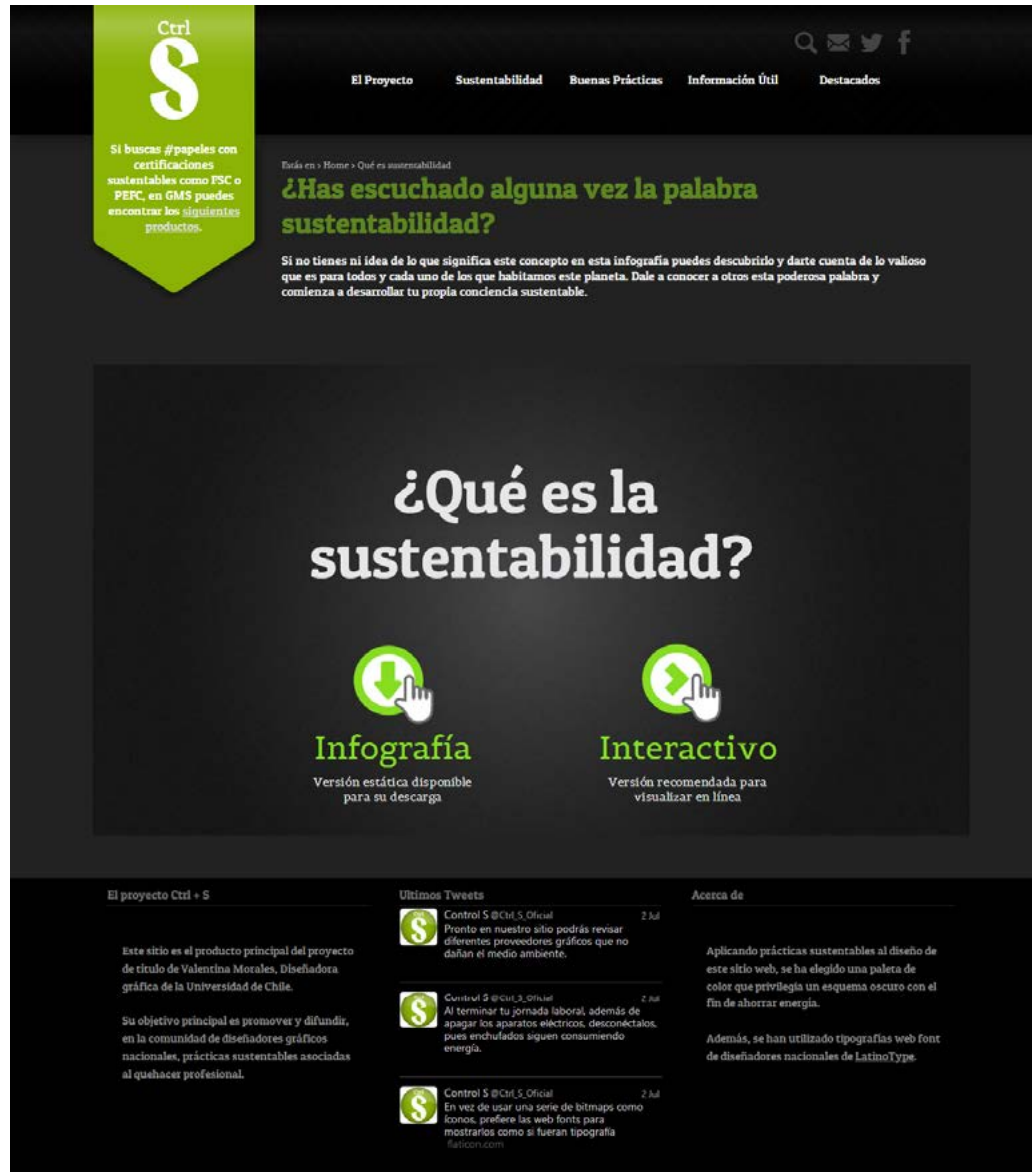 Ctrl
S
El Proyecto
Sustentabilidad
Buenas Prácticas
Información Útil
Destacados
Si buscas #papeles con
certificaciones
sustentables como FSC o
PEFC, en GMS puedes
encontrar los siguientes
productos.
Estás en > Home > Qué es sustentabilidad
¿Has escuchado alguna vez la palabra
sustentabilidad?
Si no tienes ni idea de lo que significa este concepto en esta infografía puedes descubrirlo y darte cuenta de lo valioso
que es para todos y cada uno de los que habitamos este planeta. Dale a conocer a otros esta poderosa palabra y
comienza a desarrollar tu propia conciencia sustentable.
¿Qué es la
sustentabilidad?
Infografía
Versión estática disponible
para su descarga
Interactivo
Versión recomendada para
visualizar en línea
El proyecto Ctrl + S
Este sitio es el producto principal del proyecto
de título de Valentina Morales, Diseñadora
gráfica de la Universidad de Chile.
Su objetivo principal es promover y difundir,
en la comunidad de diseñadores gráficos
nacionales, prácticas sustentables asociadas
al quehacer profesional.
Ultimos Tweets
Control S @Ctrl_S_Oficial 2 Jul
Pronto en nuestro sitio podrás revisar
diferentes proveedores gráficos que no
dañan el medio ambiente.
Control S @Ctrl_S_Oficial 2 Jul
Al terminar tu jornada laboral, además de
apagar los aparatos eléctricos, desconéctalos,
pues enchufados siguen consumiendo
energía.
Control S @Ctrl_S_Oficial 2 Jul
En vez de usar una serie de bitmaps como
íconos, prefiere las web fonts para
mostrarlos como si fueran tipografía
flaticon.com
Acerca de
Aplicando prácticas sustentables al diseño de
este sitio web, se ha elegido una paleta de
color que privilegia un esquema oscuro con el
fin de ahorrar energía.
Además, se han utilizado tipografías web font
de diseñadores nacionales de LatinoType.